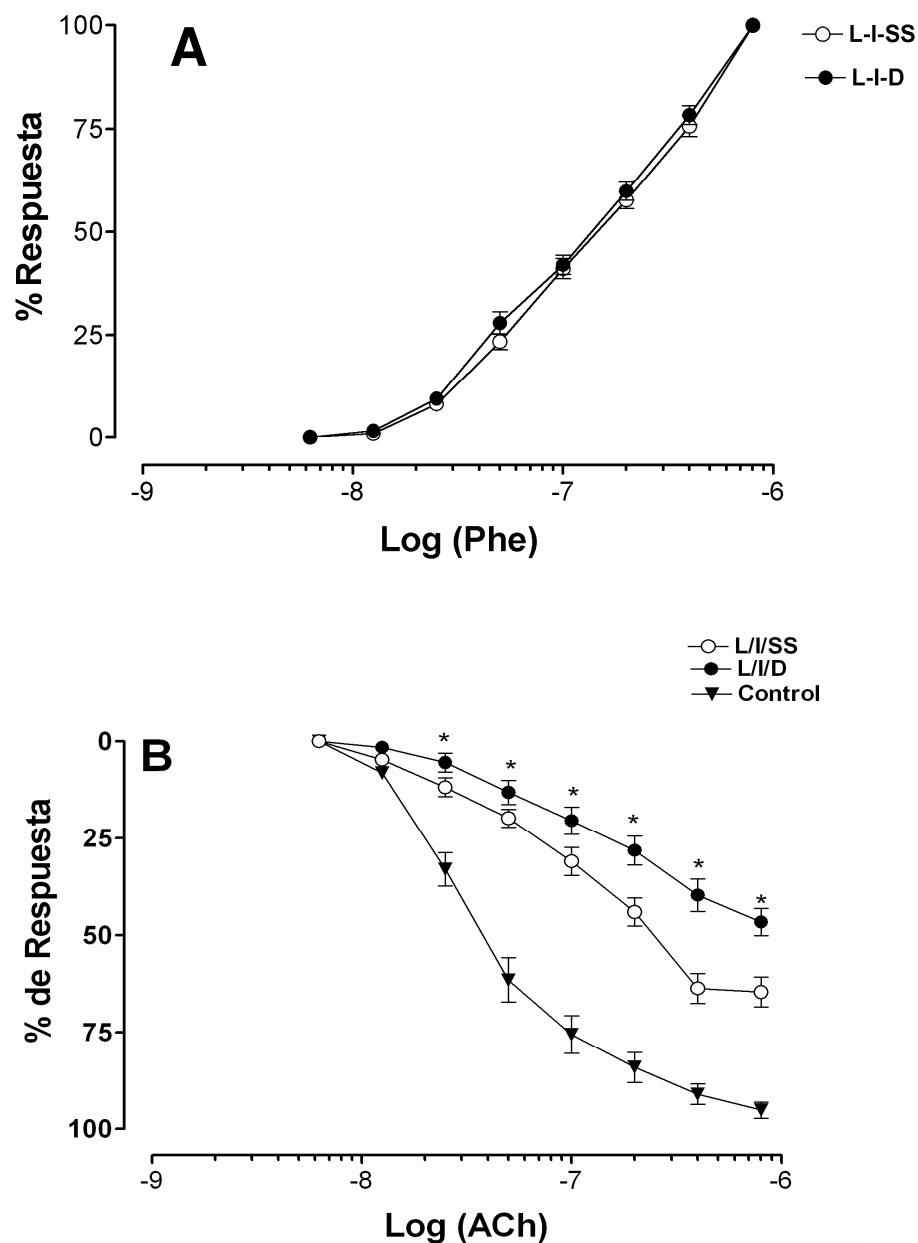 A
L-I-SS
L-I-D
% Respuesta
100
75
50
25
0
-9 -8 -7 -6
Log (Phe)
L/I/SS
L/I/D
Control
B
% de Respuesta
0
25
50
75
100
* * * * * *
-9 -8 -7 -6
Log (ACh)